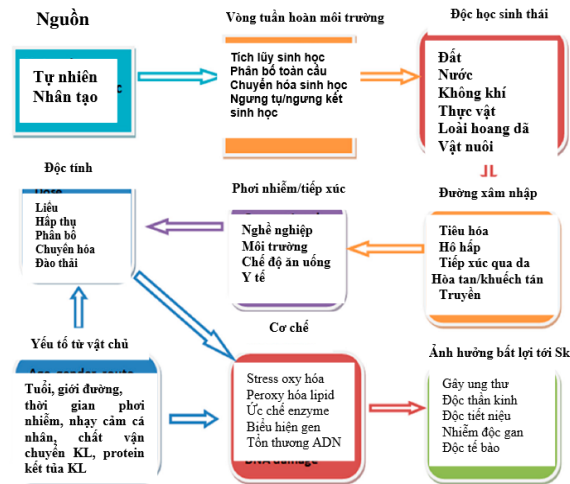 Nguồn
Tự nhiên
Nhân tạo
Vòng tuần hoàn môi trường
Tích lũy sinh học
Phân bố toàn cầu
Chuyển hóa sinh học
Ngưng tụ/ngưng kết
sinh học
Độc học sinh thái
Đất
Nước
Không khí
Thực vật
Loài hoang dã
Vật nuôi
Độc tính
Liều
Hấp thụ
Phân bố
Chuyển hóa
Đào thải
Phơi nhiễm/tiếp xúc
Nghề nghiệp
Môi trường
Chế độ ăn uống
Y tế
Đường xâm nhập
Tiêu hóa
Hô hấp
Tiếp xúc qua da
Hòa tan/khuếch tán
Truyền
Yếu tố từ vật chủ
Tuổi, giới đường,
thời gian phơi
nhiễm, nhạy cảm cá
nhân, chất vận
chuyển KL, protein
kết tủa KL
Cơ chế
Stress oxy hóa
Peroxy hóa lipid
Ức chế enzyme
Biểu hiện gen
Tổn thương ADN
DNA damage
Ảnh hưởng bất lợi tới Sk
Gây ung thư
Độc thần kinh
Độc tiết niệu
Nhiễm độc gan
Độc tế bào